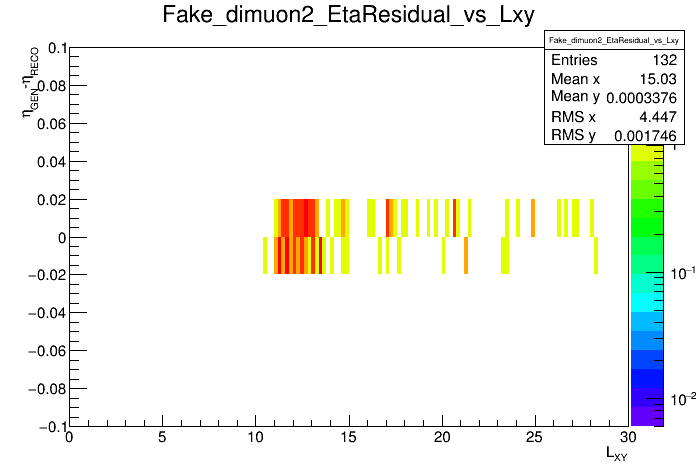 Fake_dimuon2_EtaResidual_vs_Lxy
Fake_dimuon2_EtaResidual_vs_Lxy
Entries 132
Mean x 15.03
Mean y 0.0003376
RMS x 4.447
RMS y 0.001746
ηGEN-ηRECO
0.1
0.08
0.06
0.04
0.02
0
−0.02
−0.04
−0.06
−0.08
−0.1
0 5 10 15 20 25 30
LXY
1
10−1
10−2